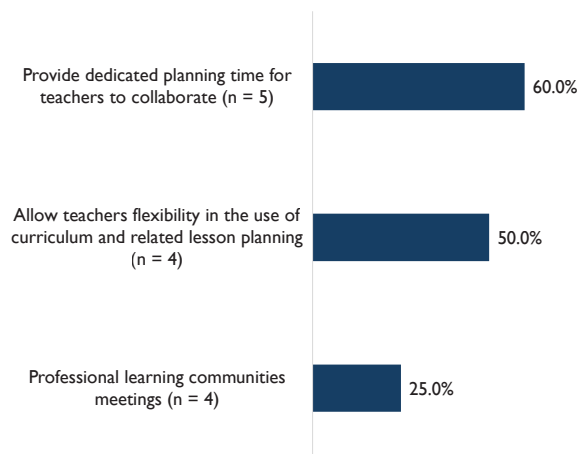 Provide dedicated planning time for
teachers to collaborate (n = 5)
60.0%
Allow teachers flexibility in the use of
curriculum and related lesson planning
(n = 4)
50.0%
Professional learning communities
meetings (n = 4)
25.0%